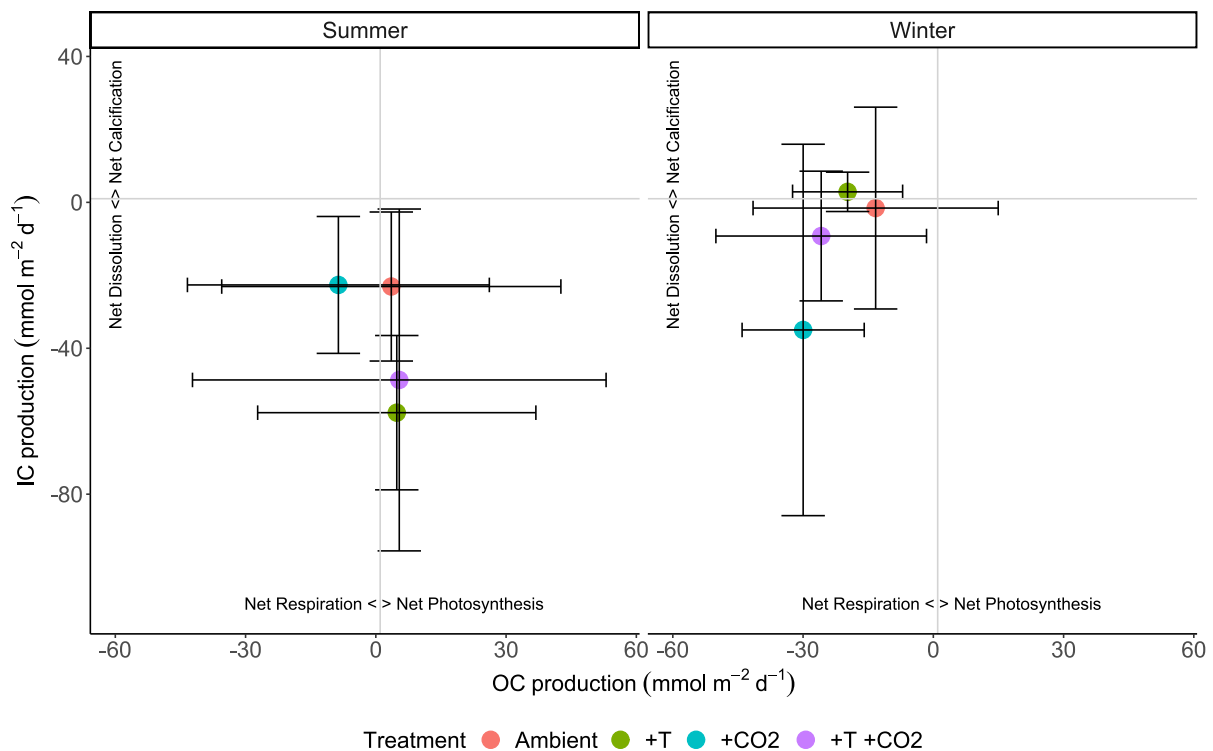 Summer
Winter
40
0
-40
-80
IC production (mmol m⁻² d⁻¹)
Net Dissolution <> Net Calcification
Net Dissolution <> Net Calcification
Net Respiration <> Net Photosynthesis
Net Respiration <> Net Photosynthesis
-60 -30 0 30 60
-60 -30 0 30 60
OC production (mmol m⁻² d⁻¹)
Treatment Ambient +T +CO2 +T +CO2